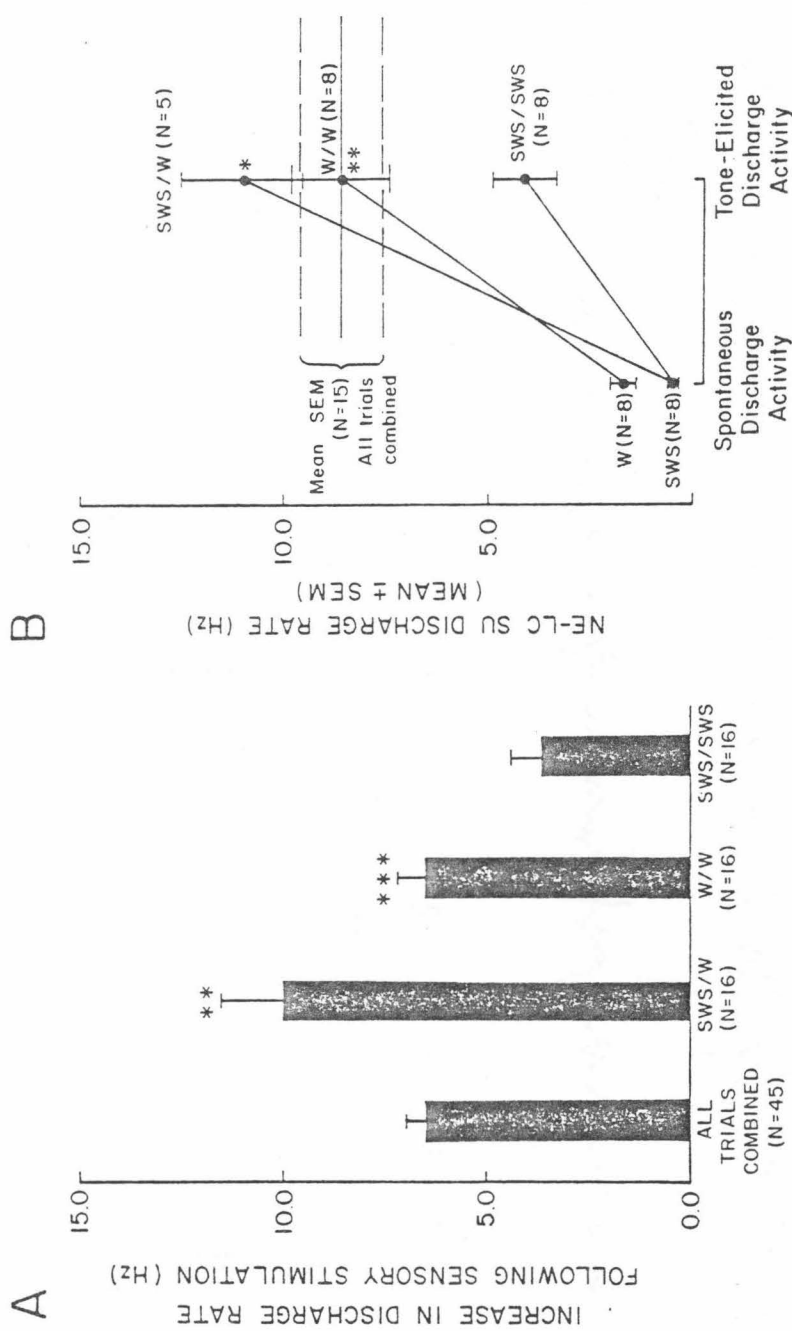 A
INCREASE IN DISCHARGE RATE
FOLLOWING SENSORY STIMULATION (Hz)
15.0
10.0
5.0
0.0
**
***
ALL
TRIALS
COMBINED
(N=45)
SWS/W
(N=16)
W/W
(N=16)
SWS/SWS
(N=16)
B
NE-LC SU DISCHARGE RATE (Hz)
(MEAN ± SEM)
15.0
10.0
5.0
SWS/W (N=5)
*
W/W (N=8)
**
SWS/SWS
(N=8)
Mean SEM
(N=15)
All trials
combined
W (N=8)
SWS (N=8)
Spontaneous
Discharge
Activity
Tone-Elicited
Discharge
Activity